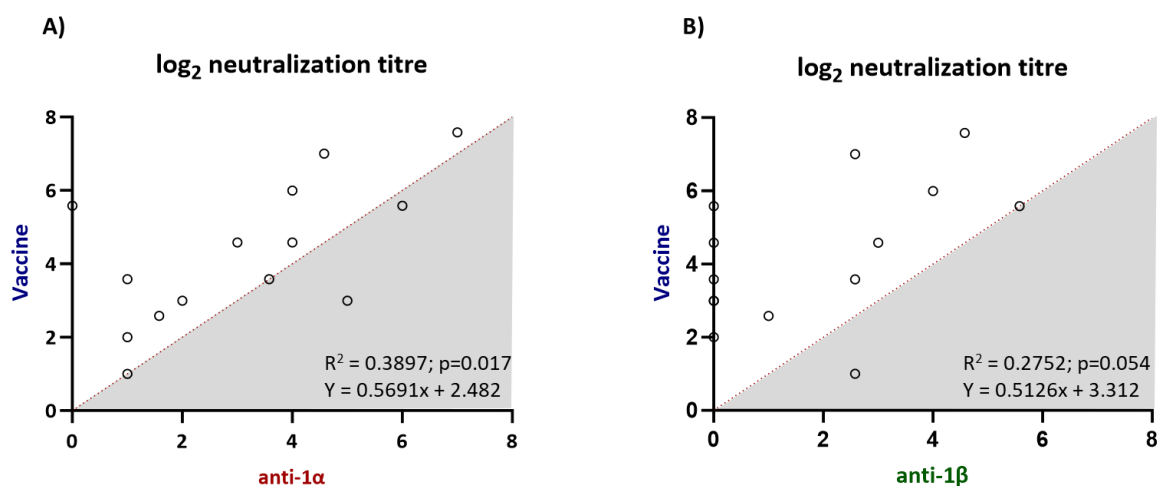 A)
log₂ neutralization titre
8
6
4
2
0
Vaccine
R² = 0.3897; p=0.017
Y = 0.5691x + 2.482
0 2 4 6 8
anti-1α
B)
log₂ neutralization titre
8
6
4
2
0
Vaccine
R² = 0.2752; p=0.054
Y = 0.5126x + 3.312
0 2 4 6 8
anti-1β